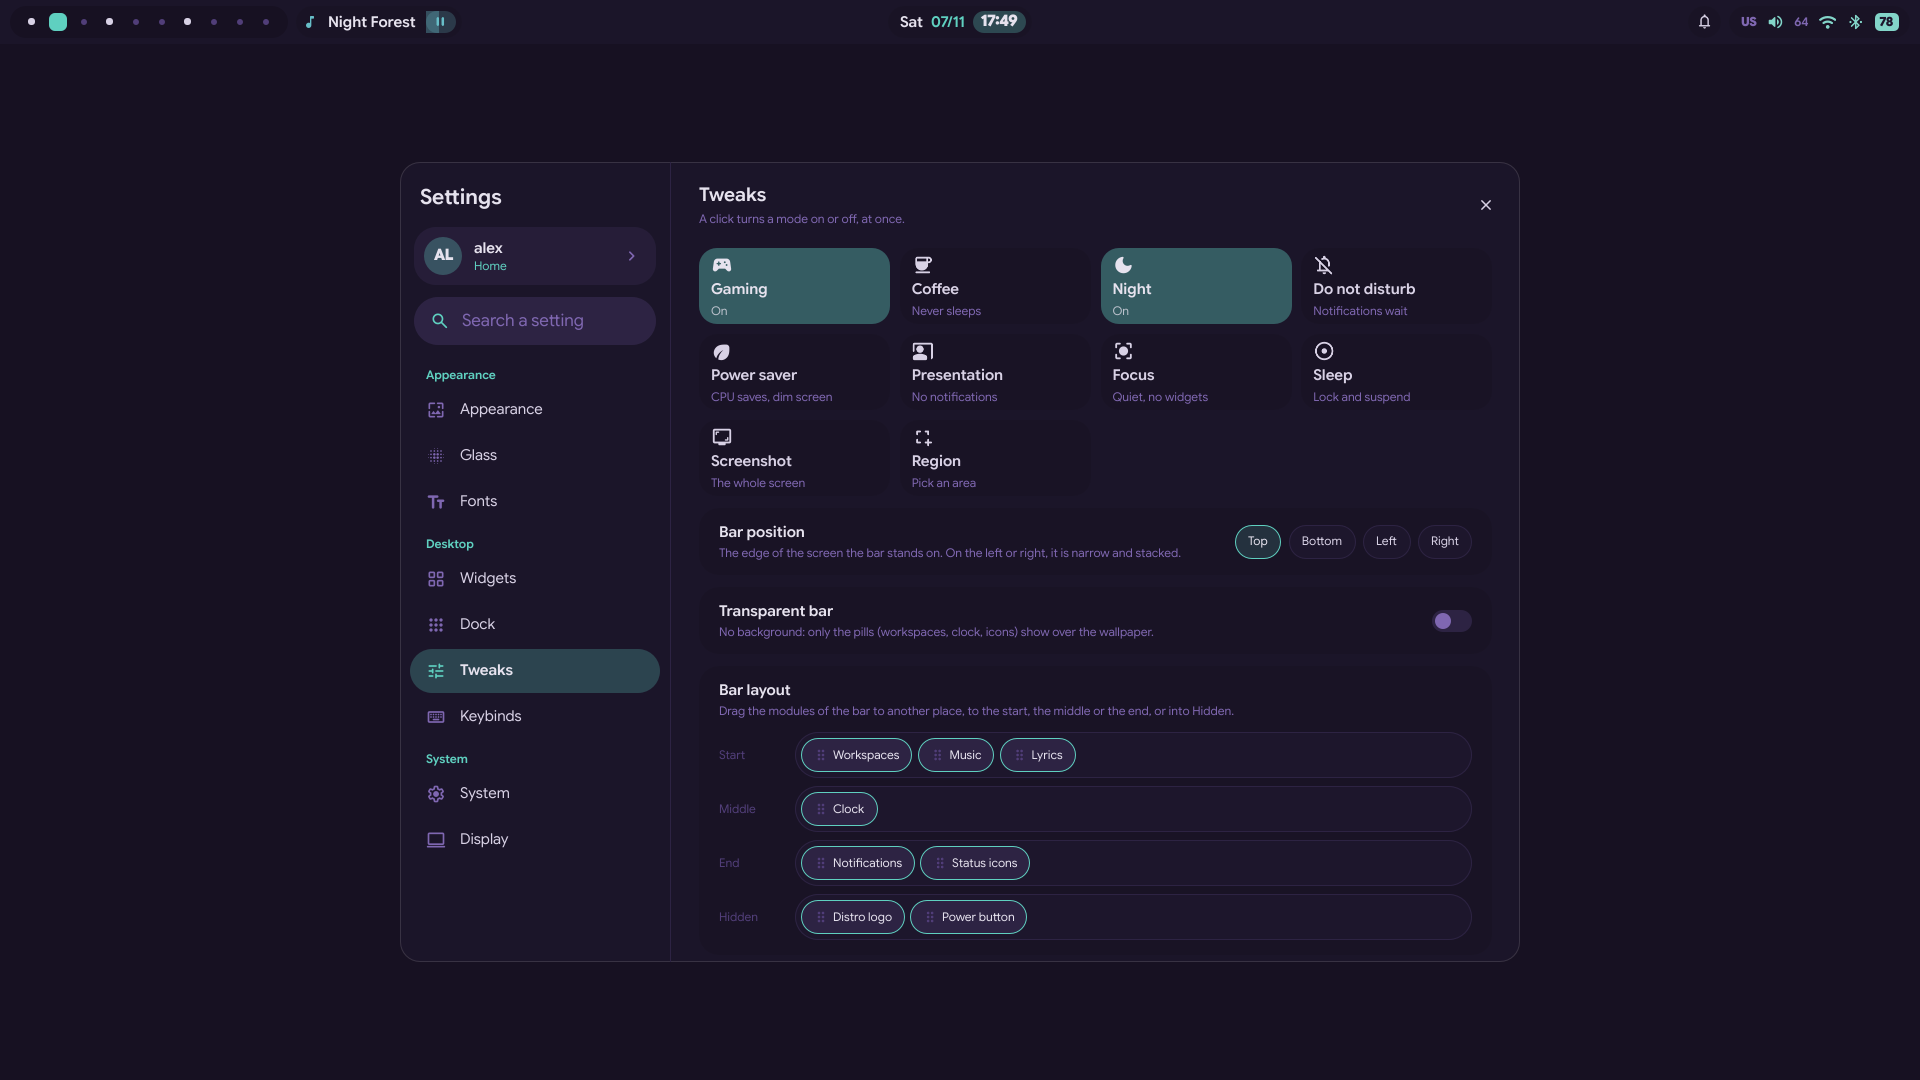 Night Forest
Sat 07/11 17:49
US 64 78
Settings
AL
alex
Home
Search a setting
Appearance
Appearance
Glass
Fonts
Desktop
Widgets
Dock
Tweaks
Keybinds
System
System
Display
Tweaks
A click turns a mode on or off, at once.
Gaming
On
Coffee
Never sleeps
Night
On
Do not disturb
Notifications wait
Power saver
CPU saves, dim screen
Presentation
No notifications
Focus
Quiet, no widgets
Sleep
Lock and suspend
Screenshot
The whole screen
Region
Pick an area
Bar position
The edge of the screen the bar stands on. On the left or right, it is narrow and stacked.
Top Bottom Left Right
Transparent bar
No background: only the pills (workspaces, clock, icons) show over the wallpaper.
Bar layout
Drag the modules of the bar to another place, to the start, the middle or the end, or into Hidden.
Start Workspaces Music Lyrics
Middle Clock
End Notifications Status icons
Hidden Distro logo Power button